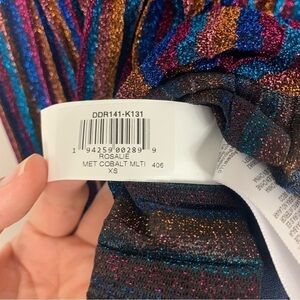 DDR141-K131
1 94259 00289 9
ROSALIE
MET COBALT MLTI 406
XS